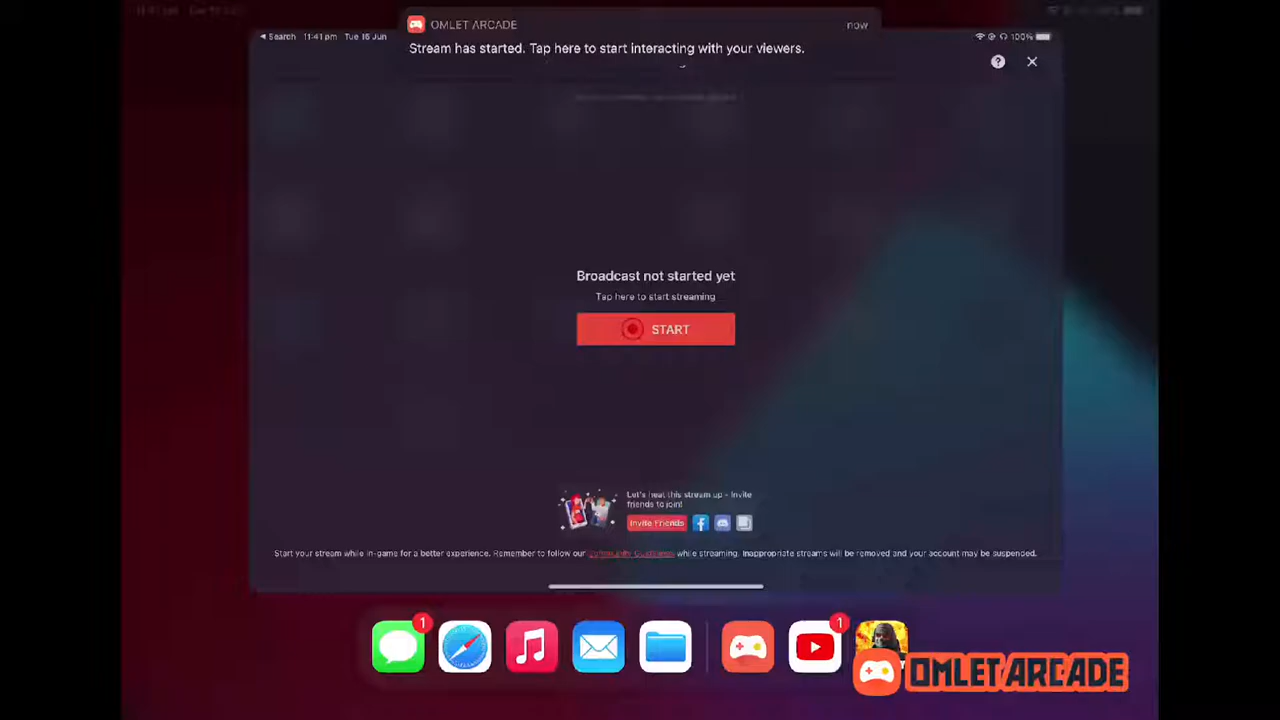 OMLET ARCADE
now
Stream has started. Tap here to start interacting with your viewers.
Search 11:41 pm Tue 15 Jun
100%
?
Broadcast not started yet
Tap here to start streaming
START
Let's heat this stream up - Invite
friends to join!
Invite Friends
Start your stream while in-game for a better experience. Remember to follow our Community Guidelines while streaming. Inappropriate streams will be removed and your account may be suspended.
1
1
OMLET ARCADE